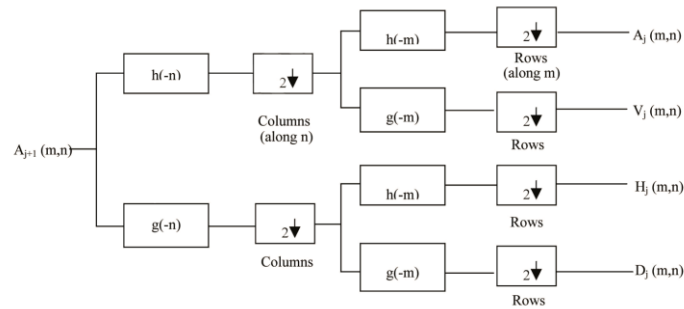 h(-m)
2
A_j (m,n)
Rows
(along m)
h(-n)
2
Columns
(along n)
g(-m)
2
V_j (m,n)
Rows
A_{j+1} (m,n)
h(-m)
2
H_j (m,n)
Rows
g(-n)
2
Columns
g(-m)
2
D_j (m,n)
Rows